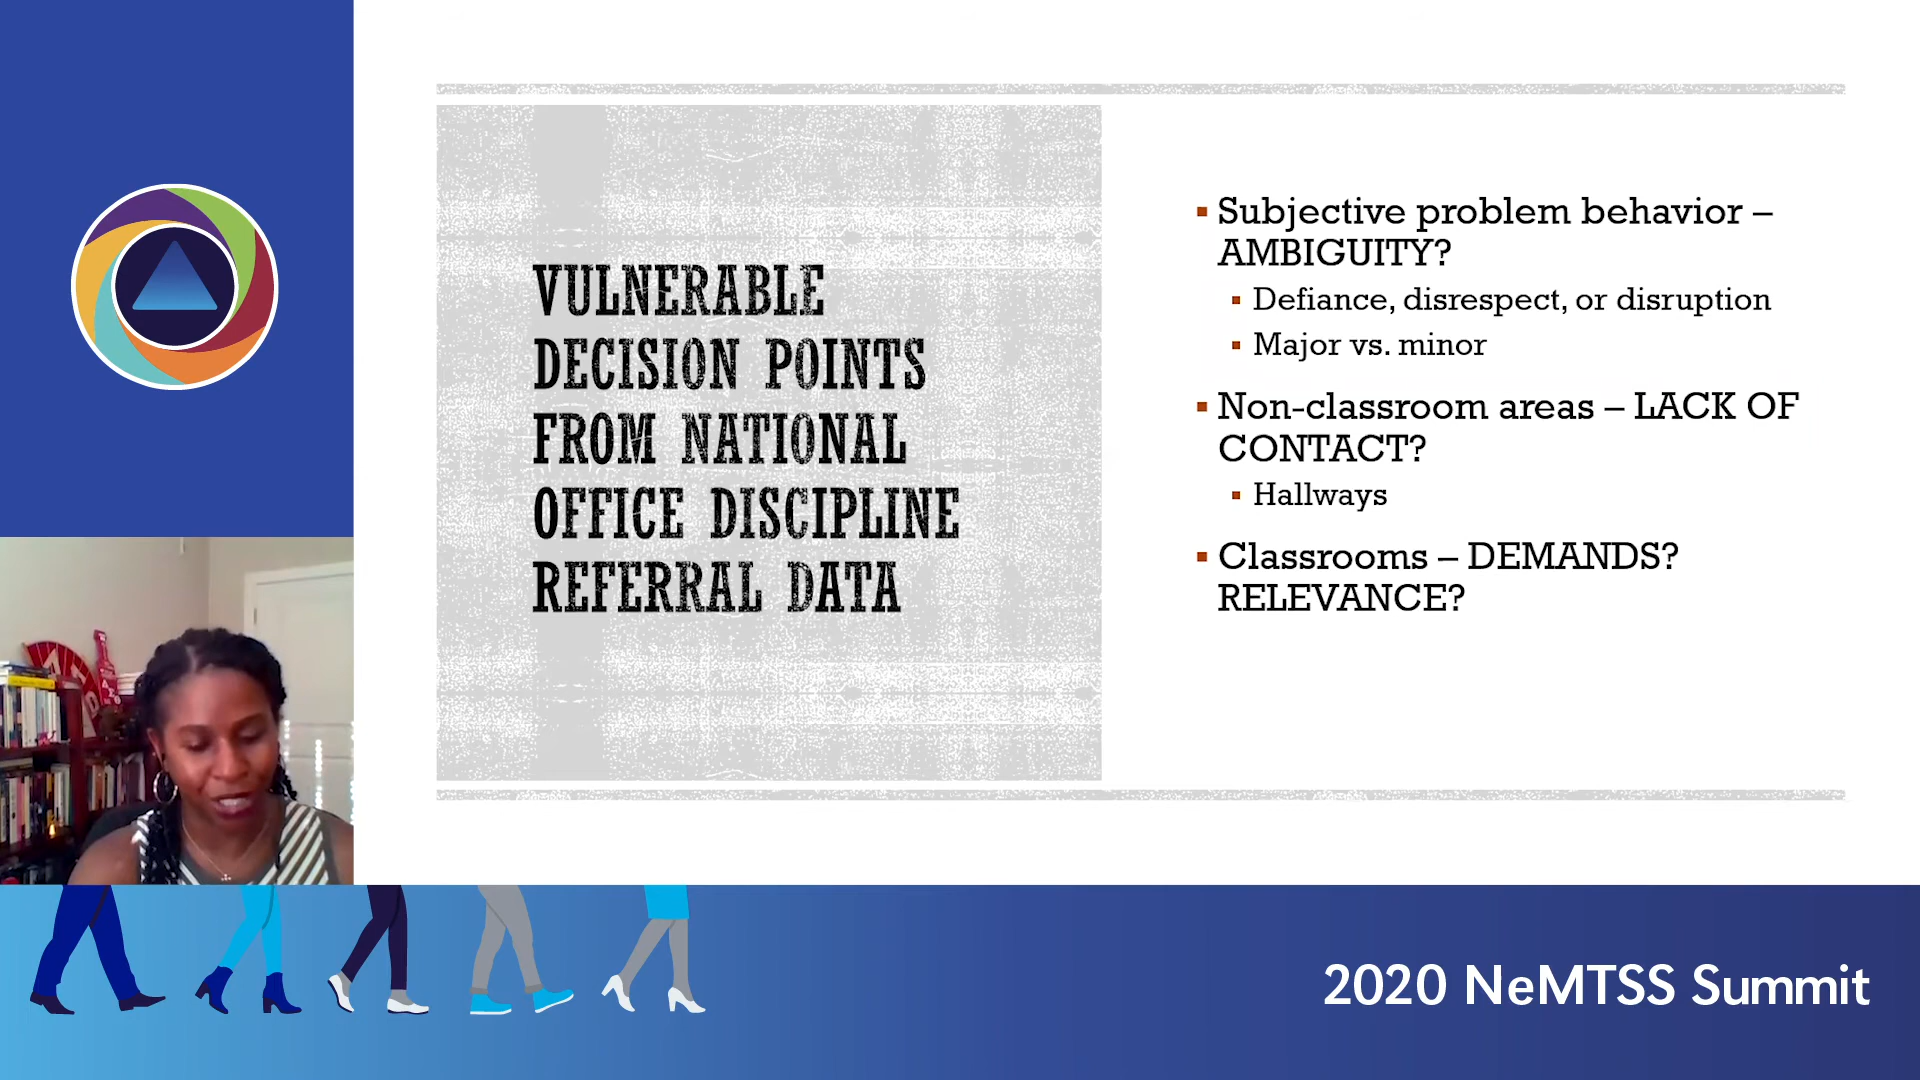 VULNERABLE
DECISION POINTS
FROM NATIONAL
OFFICE DISCIPLINE
REFERRAL DATA
Subjective problem behavior –
AMBIGUITY?
Defiance, disrespect, or disruption
Major vs. minor
Non-classroom areas – LACK OF
CONTACT?
Hallways
Classrooms – DEMANDS?
RELEVANCE?
2020 NeMTSS Summit